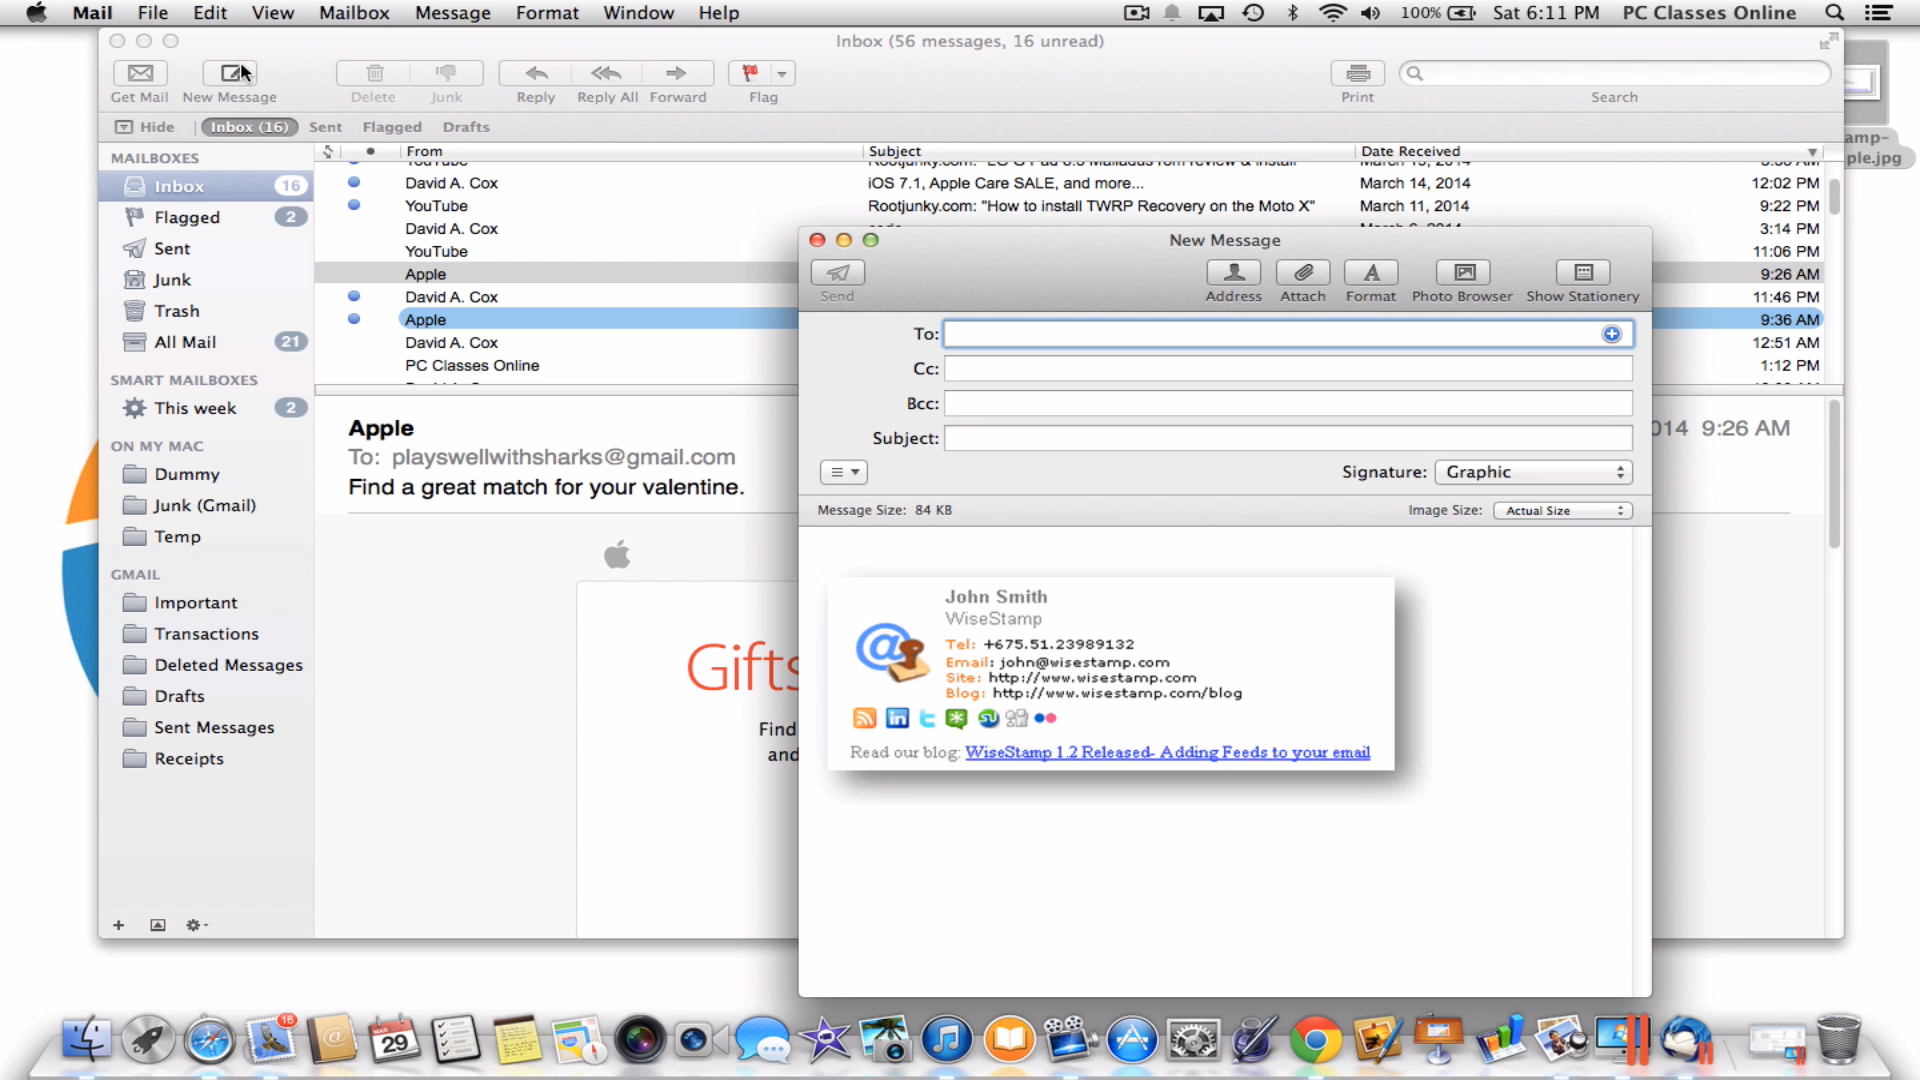 Mail File Edit View Mailbox Message Format Window Help 100% Sat 6:11 PM PC Classes Online
Inbox (56 messages, 16 unread)
Get Mail New Message Delete Junk Reply Reply All Forward Flag Print Search
Hide Inbox (16) Sent Flagged Drafts
MAILBOXES
Inbox 16
Flagged 2
Sent
Junk
Trash
All Mail 21
SMART MAILBOXES
This week 2
ON MY MAC
Dummy
Junk (Gmail)
Temp
GMAIL
Important
Transactions
Deleted Messages
Drafts
Sent Messages
Receipts
From Subject Date Received
David A. Cox iOS 7.1, Apple Care SALE, and more... March 14, 2014 12:02 PM
YouTube Rootjunky.com: "How to install TWRP Recovery on the Moto X" March 11, 2014 9:22 PM
David A. Cox 3:14 PM
YouTube 11:06 PM
Apple 9:26 AM
David A. Cox 11:46 PM
Apple 9:36 AM
David A. Cox 12:51 AM
PC Classes Online 1:12 PM
Apple
014 9:26 AM
To: playswellwithsharks@gmail.com
Find a great match for your valentine.
Gifts
Find
and
New Message
Send Address Attach Format Photo Browser Show Stationery
To:
Cc:
Bcc:
Subject:
Signature: Graphic
Message Size: 84 KB Image Size: Actual Size
John Smith
WiseStamp
Tel: +675.51.23989132
Email: john@wisestamp.com
Site: http://www.wisestamp.com
Blog: http://www.wisestamp.com/blog
in
Read our blog: WiseStamp 1.2 Released- Adding Feeds to your email
amp-
ple.jpg
16
MAR
29